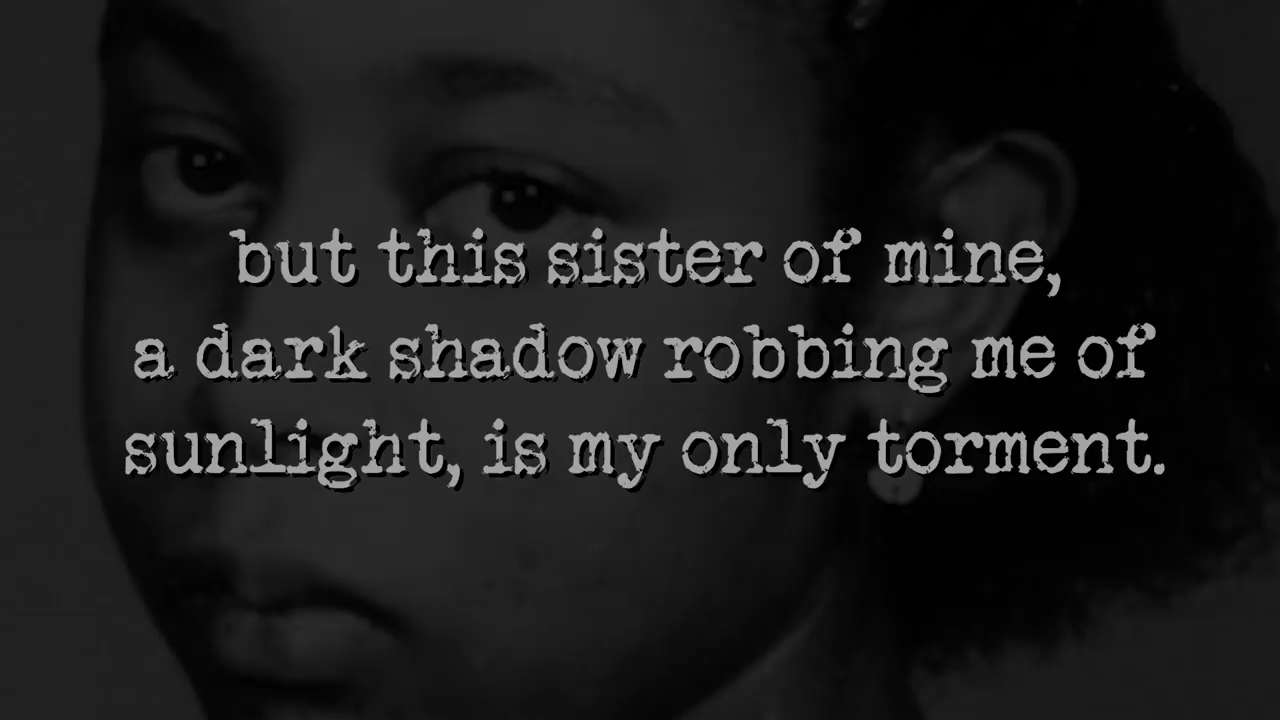 but this sister of mine,
a dark shadow robbing me of
sunlight, is my only torment.